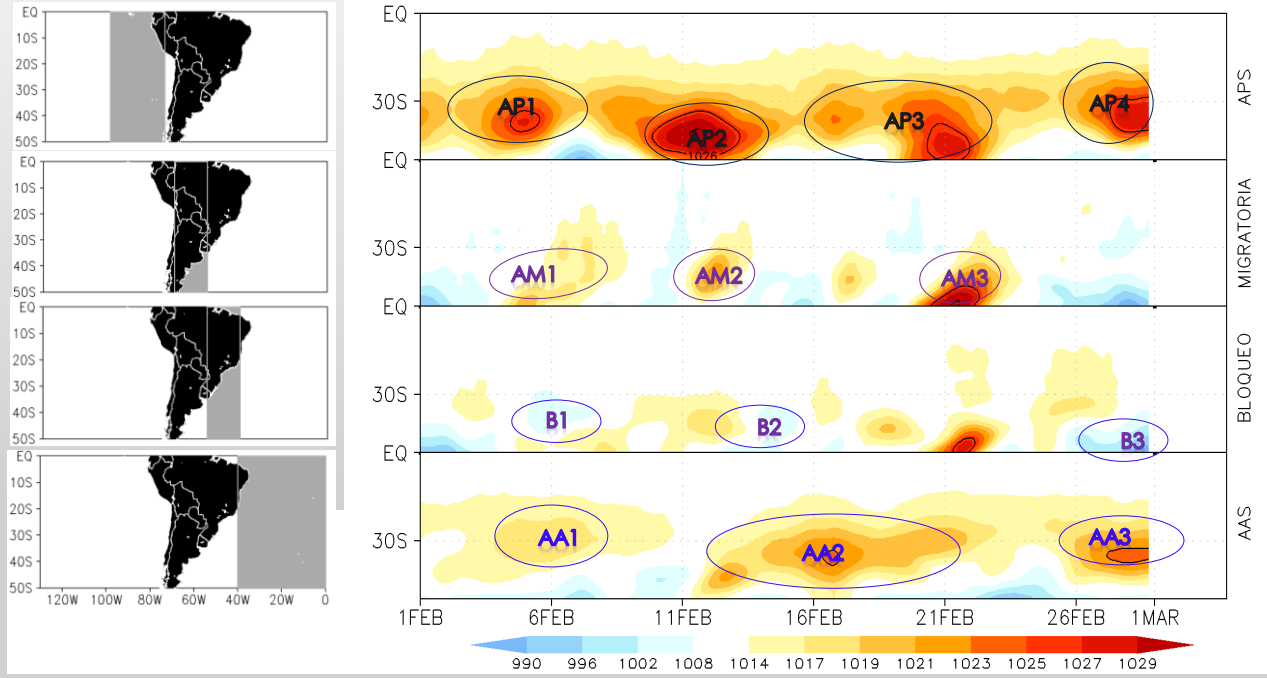 EQ
10S
20S
30S
40S
50S
EQ
10S
20S
30S
40S
50S
EQ
10S
20S
30S
40S
50S
EQ
10S
20S
30S
40S
50S
120W 100W 80W 60W 40W 20W 0
EQ
30S
AP1 AP2 AP3 AP4
1026
APS
EQ
30S
AM1 AM2 AM3
MIGRATORIA
EQ
30S
B1 B2 B3
BLOQUEO
EQ
30S
AA1 AA2 AA3
AAS
1FEB 6FEB 11FEB 16FEB 21FEB 26FEB 1MAR
990 996 1002 1008 1014 1017 1019 1021 1023 1025 1027 1029